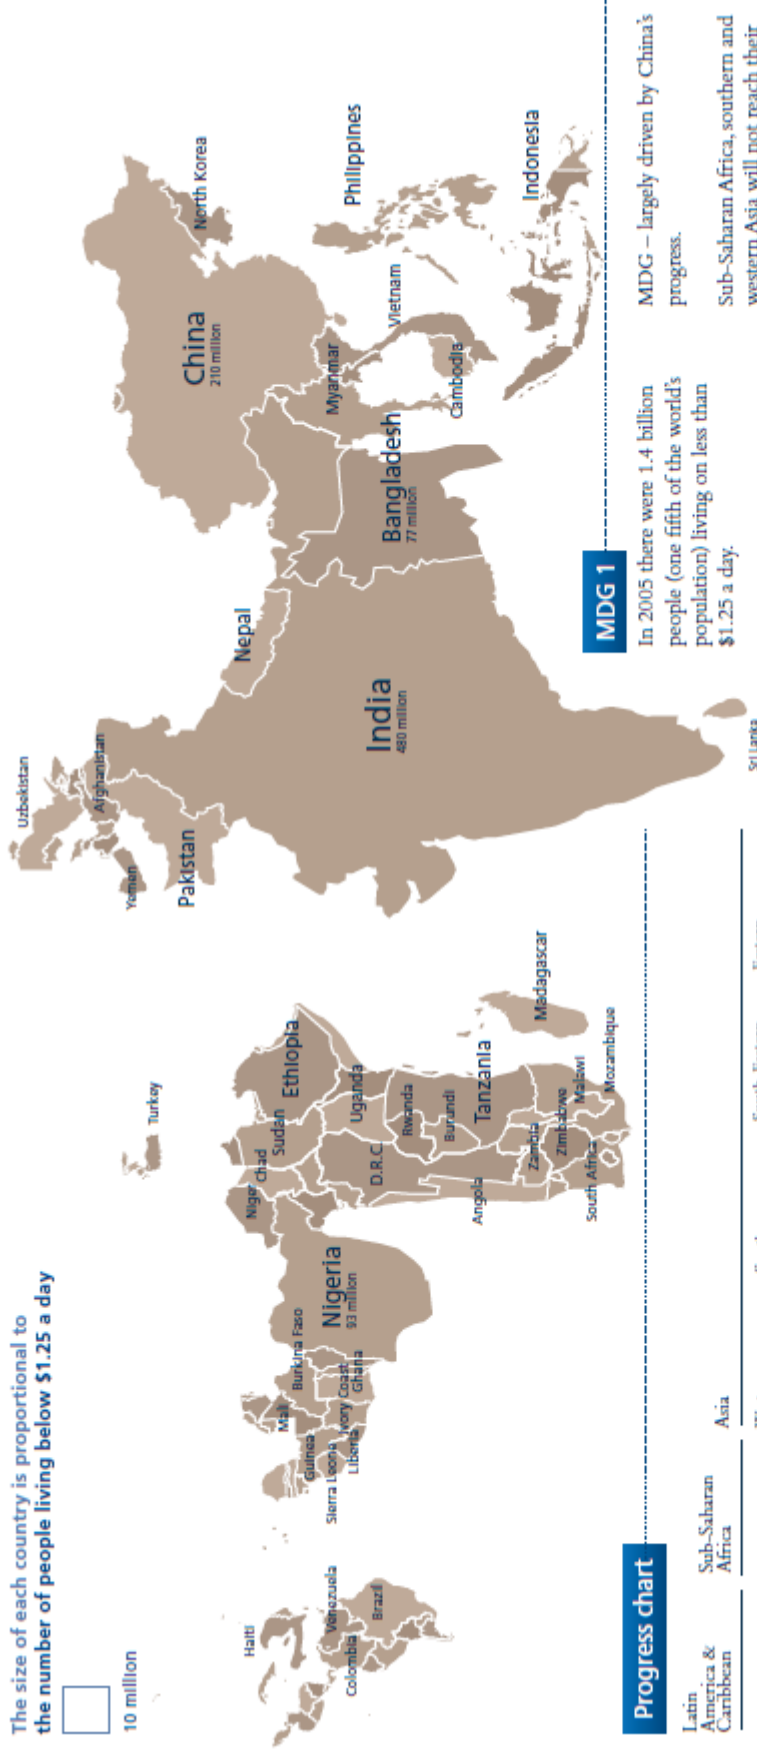 The size of each country is proportional to
the number of people living below $1.25 a day
10 million
Haiti
Venezuela
Colombia
Brazil
Mali
Burkina Faso
Guinea
Sierra Leone
Liberia
Ivory Coast
Ghana
Nigeria
93 million
Niger
Chad
Sudan
Ethiopia
Uganda
D.R.C.
Rwanda
Burundi
Tanzania
Angola
Zambia
Zimbabwe
Malawi
Mozambique
South Africa
Madagascar
Turkey
Uzbekistan
Afghanistan
Yemen
Pakistan
Nepal
India
480 million
Sri Lanka
Bangladesh
77 million
China
210 million
North Korea
Myanmar
Vietnam
Cambodia
Philippines
Indonesia
Progress chart
Latin
America &
Caribbean
Sub-Saharan
Africa
Asia
MDG 1
In 2005 there were 1.4 billion
people (one fifth of the world's
population) living on less than
$1.25 a day.
MDG – largely driven by China's
progress.
Sub-Saharan Africa, southern and
western Asia will not reach their